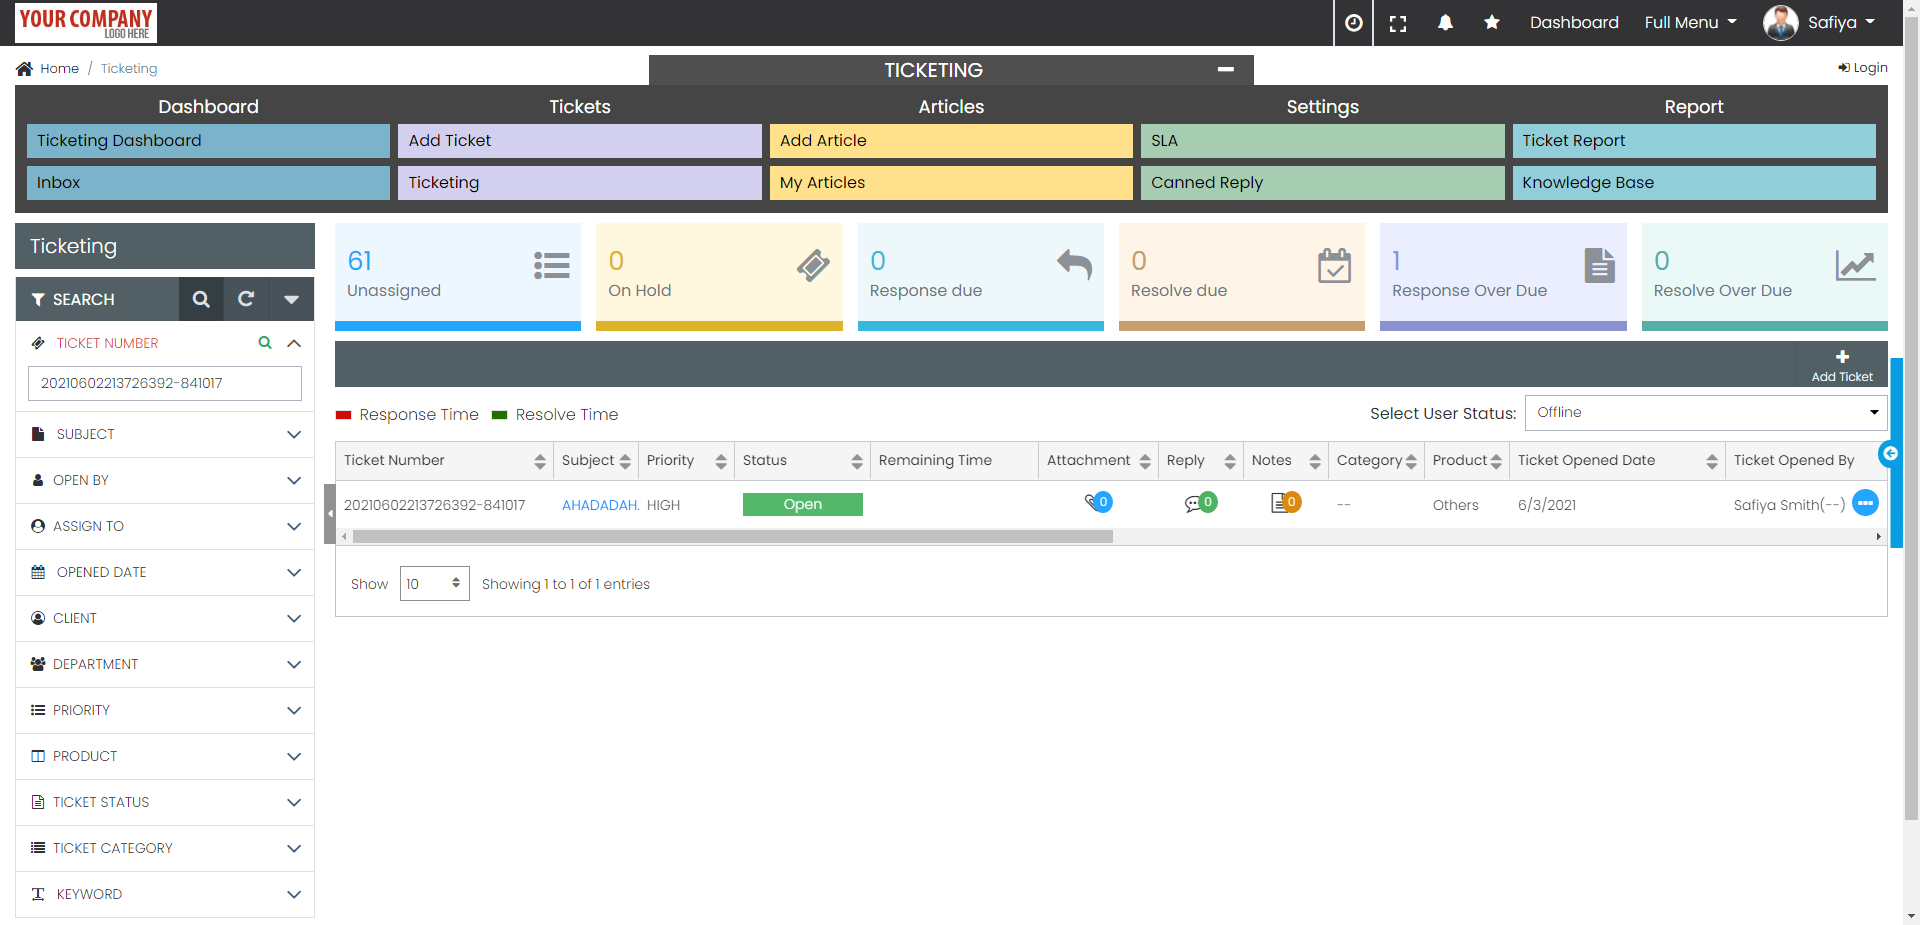 YOUR COMPANY
LOGO HERE
Dashboard
Full Menu
Safiya
Home / Ticketing
TICKETING
Login
Dashboard
Tickets
Articles
Settings
Report
Ticketing Dashboard
Add Ticket
Add Article
SLA
Ticket Report
Inbox
Ticketing
My Articles
Canned Reply
Knowledge Base
Ticketing
61
Unassigned
0
On Hold
0
Response due
0
Resolve due
1
Response Over Due
0
Resolve Over Due
SEARCH
TICKET NUMBER
20210602213726392-841017
SUBJECT
OPEN BY
ASSIGN TO
OPENED DATE
CLIENT
DEPARTMENT
PRIORITY
PRODUCT
TICKET STATUS
TICKET CATEGORY
KEYWORD
Add Ticket
Response Time
Resolve Time
Select User Status:
Offline
Ticket Number
Subject
Priority
Status
Remaining Time
Attachment
Reply
Notes
Category
Product
Ticket Opened Date
Ticket Opened By
20210602213726392-841017
AHADADAH.
HIGH
Open
0
0
0
--
Others
6/3/2021
Safiya Smith(--)
Show
10
Showing 1 to 1 of 1 entries